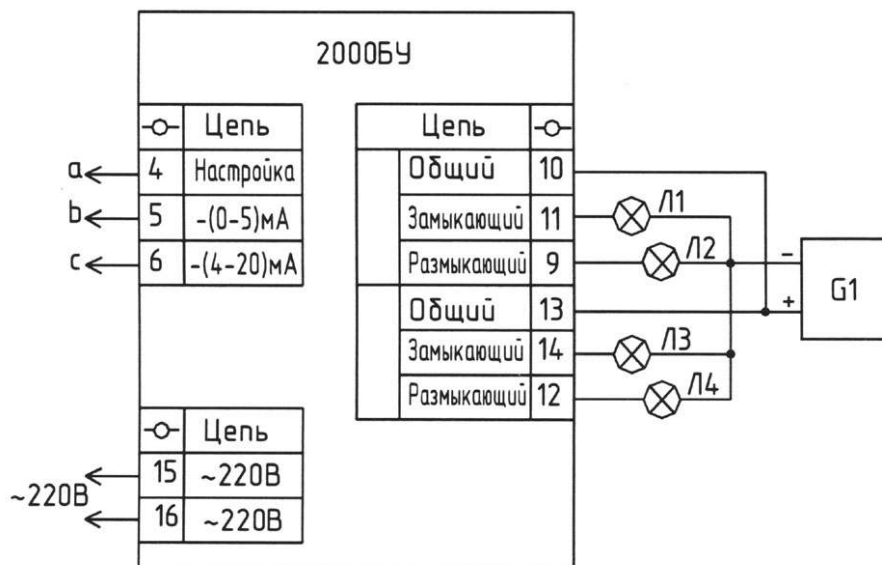 2000БУ
Цепь
4 Настройка
5 -(0-5)мА
6 -(4-20)мА
a
b
c
Цепь
Общий 10
Замыкающий 11
Размыкающий 9
Общий 13
Замыкающий 14
Размыкающий 12
Л1
Л2
Л3
Л4
-
+
G1
Цепь
15 ~220В
16 ~220В
~220В